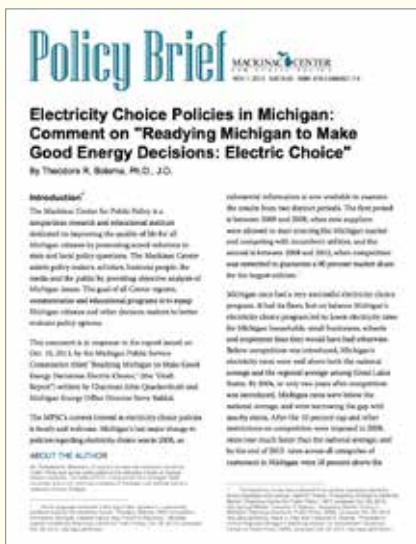 Policy Brief
MACKINAC CENTER
FOR PUBLIC POLICY
Electricity Choice Policies in Michigan:
Comment on "Readying Michigan to Make
Good Energy Decisions: Electric Choice"
By Theodore R. Bolema, Ph.D., J.D.
Introduction
The Mackinac Center for Public Policy is a
nonpartisan research and educational institute
dedicated to improving the quality of life for all
Michigan citizens by promoting sound solutions to
state and local policy questions. The Mackinac Center
assists policy makers, scholars, business people, the
media and the public by providing objective analysis of
Michigan issues. The goal of all Center reports,
commentaries and educational programs is to equip
Michigan citizens and other decision makers to better
evaluate policy options.
This comment is in response to the report issued on
Oct. 15, 2013, by the Michigan Public Service
Commission titled "Readying Michigan to Make Good
Energy Decisions: Electric Choice," (the "Draft
Report") written by Chairman John Quackenbush and
Michigan Energy Office Director Steve Bakkal.
The MPSC's current interest in electricity choice policies
is timely and welcome. Michigan's last major change to
policies regarding electricity choice was in 2008, so
ABOUT THE AUTHOR
substantial information is now available to examine
the results from two distinct periods. The first period
is between 2000 and 2008, when new suppliers
were allowed to start entering the Michigan market
and competing with incumbent utilities, and the
second is between 2008 and 2013, when competition
was restricted to guarantee a 90 percent market share
for the largest utilities.
Michigan once had a very successful electricity choice
program. It had its flaws, but on balance Michigan's
electricity choice program led to lower electricity rates
for Michigan households, small businesses, schools
and employers than they would have had otherwise.
Before competition was introduced, Michigan's
electricity rates were well above both the national
average and the regional average among Great Lakes
States. By 2004, or only two years after competition
was introduced, Michigan rates were below the
national average, and were narrowing the gap with
nearby states. After the 10 percent cap and other
restrictions on competition were imposed in 2008,
rates rose much faster than the national average, and
by the end of 2012 rates across all categories of
customers in Michigan were 10 percent above the